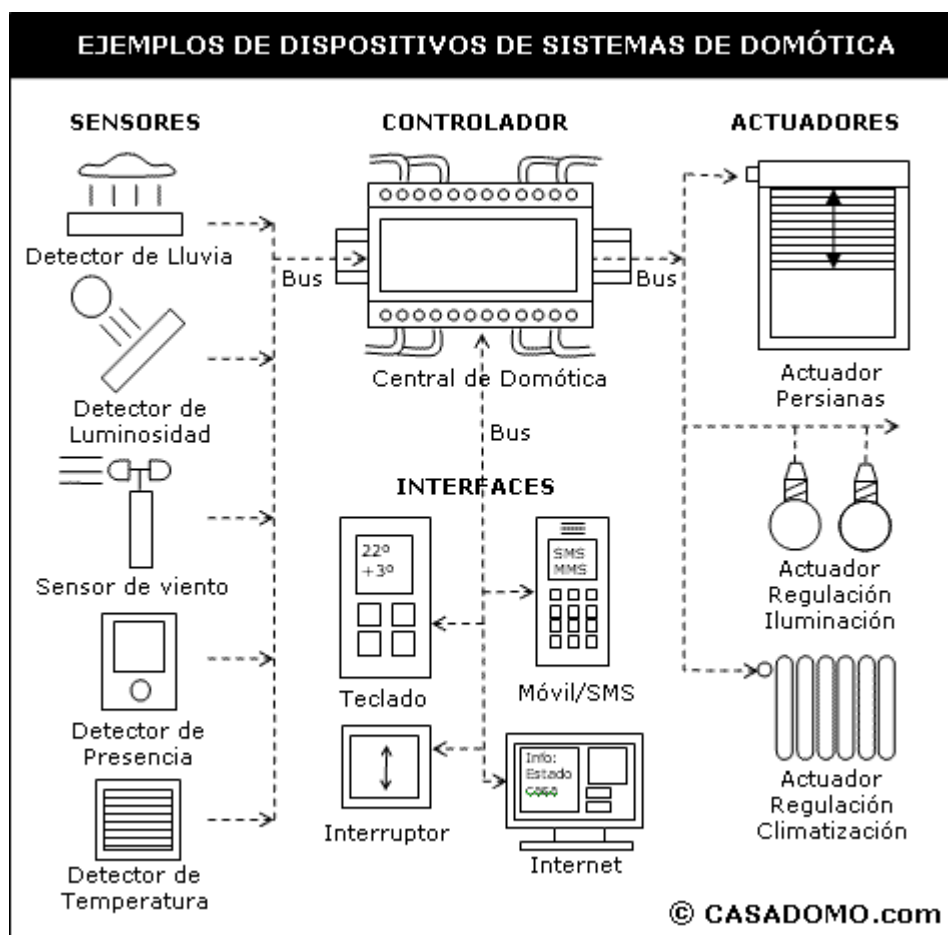 EJEMPLOS DE DISPOSITIVOS DE SISTEMAS DE DOMÓTICA
SENSORES
Detector de Lluvia
Detector de
Luminosidad
Sensor de viento
Detector de
Presencia
Detector de
Temperatura
CONTROLADOR
Bus
Bus
Central de Domótica
Bus
INTERFACES
22º
+3º
Teclado
SMS
MMS
Móvil/SMS
Interruptor
Info:
Estado
casa
Internet
ACTUADORES
Actuador
Persianas
Actuador
Regulación
Iluminación
Actuador
Regulación
Climatización
© CASADOMO.com